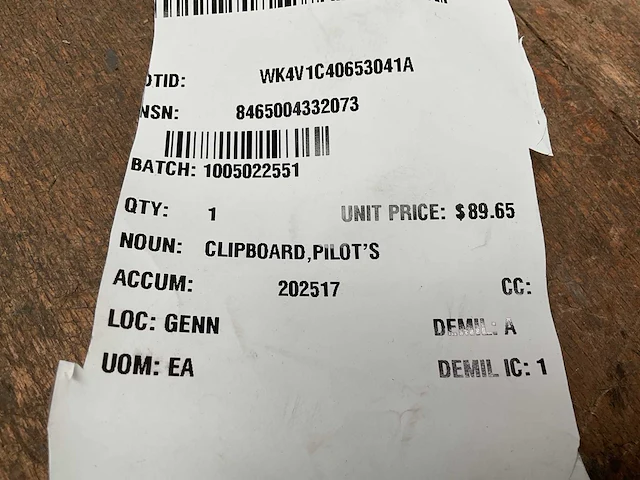 DTID: WK4V1C40653041A
NSN: 8465004332073
BATCH: 1005022551
QTY: 1 UNIT PRICE: $89.65
NOUN: CLIPBOARD,PILOT'S
ACCUM: 202517 CC:
LOC: GENN DEMIL: A
UOM: EA DEMIL IC: 1